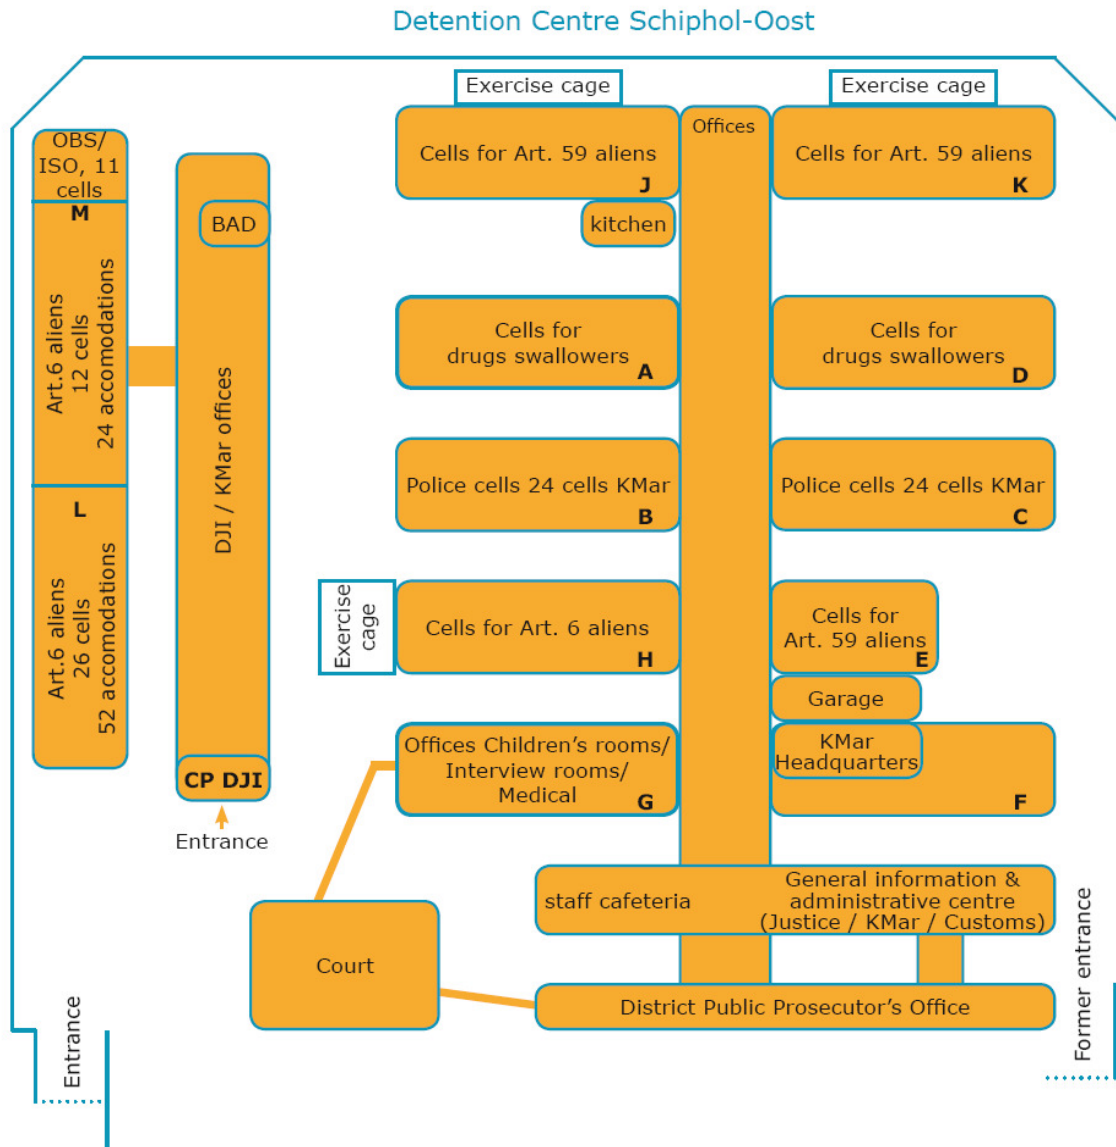 Detention Centre Schiphol-Oost
Exercise cage
Exercise cage
OBS/
ISO, 11
cells
M
Art.6 aliens
12 cells
24 accomodations
L
Art.6 aliens
26 cells
52 accomodations
BAD
DJI / KMar offices
CP DJI
Entrance
Cells for Art. 59 aliens
J
kitchen
Offices
Cells for Art. 59 aliens
K
Cells for
drugs swallowers
A
Cells for
drugs swallowers
D
Police cells 24 cells KMar
B
Police cells 24 cells KMar
C
Exercise
cage
Cells for Art. 6 aliens
H
Cells for
Art. 59 aliens
E
Garage
Offices Children’s rooms/
Interview rooms/
Medical
G
KMar
Headquarters
F
staff cafeteria
General information &
administrative centre
(Justice / KMar / Customs)
Court
District Public Prosecutor’s Office
Entrance
Former entrance